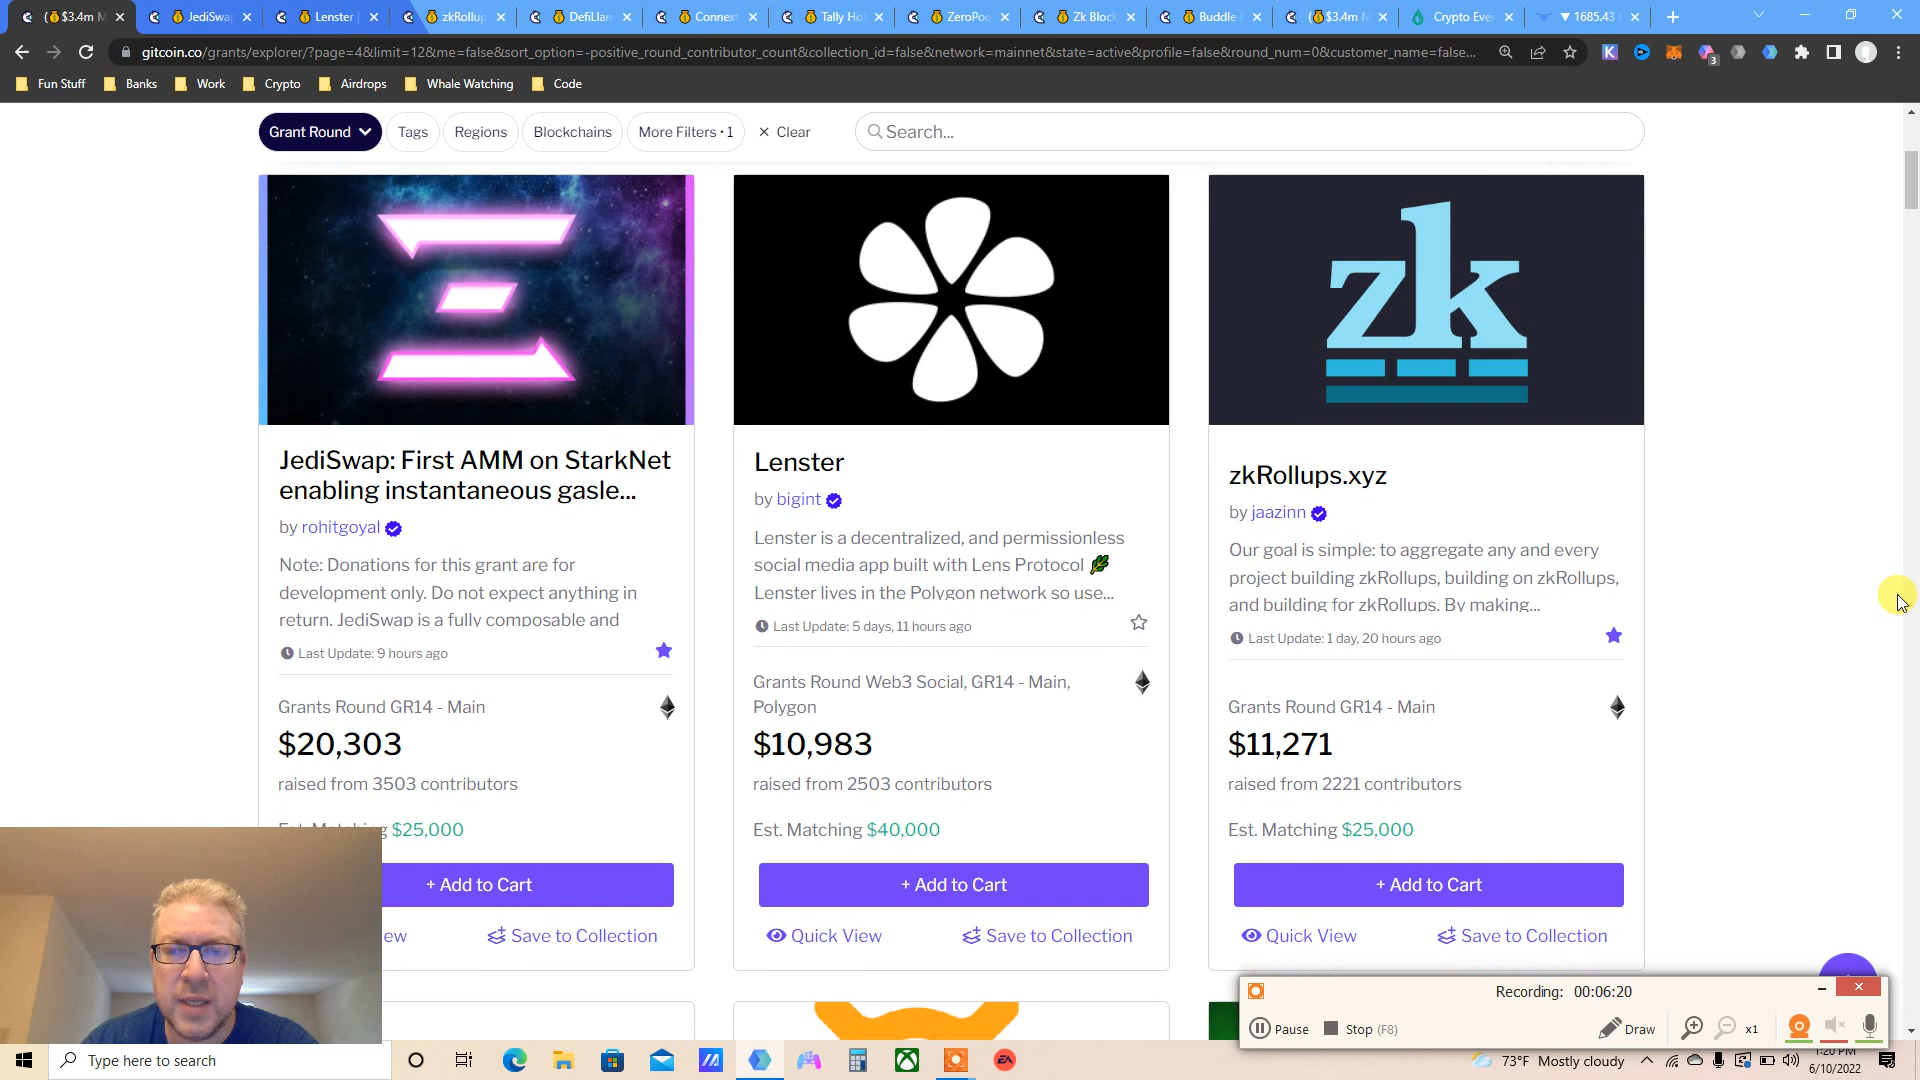 ($3.4m M
JediSwap
Lenster |
zkRollup
DefiLlam
Connext
Tally Ho
ZeroPoo
Zk Block
Buddle
($3.4m M
Crypto Ever
▼ 1685.43
gitcoin.co/grants/explorer/?page=4&limit=12&me=false&sort_option=-positive_round_contributor_count&collection_id=false&network=mainnet&state=active&profile=false&round_num=0&customer_name=false...
3
Fun Stuff
Banks
Work
Crypto
Airdrops
Whale Watching
Code
Grant Round
Tags
Regions
Blockchains
More Filters • 1
× Clear
Search...
zk
JediSwap: First AMM on StarkNet
enabling instantaneous gasle...
by rohitgoyal
Note: Donations for this grant are for
development only. Do not expect anything in
return. JediSwap is a fully composable and
Last Update: 9 hours ago
Grants Round GR14 - Main
$20,303
raised from 3503 contributors
Est. Matching $25,000
+ Add to Cart
ew
Save to Collection
Lenster
by bigint
Lenster is a decentralized, and permissionless
social media app built with Lens Protocol 🌿
Lenster lives in the Polygon network so use...
Last Update: 5 days, 11 hours ago
Grants Round Web3 Social, GR14 - Main,
Polygon
$10,983
raised from 2503 contributors
Est. Matching $40,000
+ Add to Cart
Quick View
Save to Collection
zkRollups.xyz
by jaazinn
Our goal is simple: to aggregate any and every
project building zkRollups, building on zkRollups,
and building for zkRollups. By making...
Last Update: 1 day, 20 hours ago
Grants Round GR14 - Main
$11,271
raised from 2221 contributors
Est. Matching $25,000
+ Add to Cart
Quick View
Save to Collection
Recording: 00:06:20
Pause
Stop (F8)
Draw
x1
Type here to search
EA
73°F Mostly cloudy
1:20 PM
6/10/2022